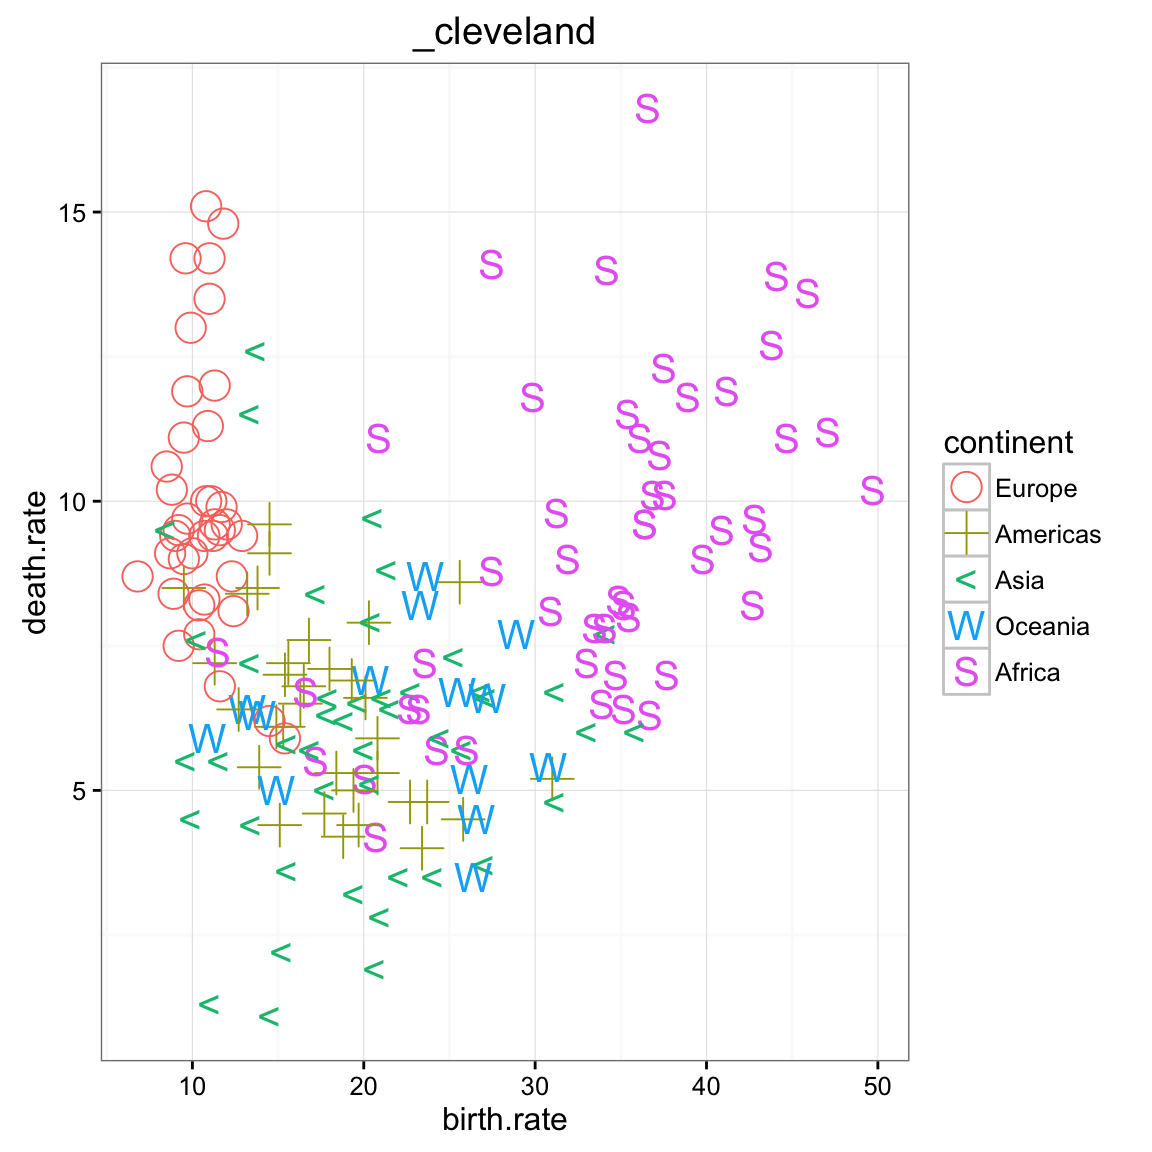 _cleveland
15
10
5
death.rate
10 20 30 40 50
birth.rate
continent
Europe
Americas
< Asia
W Oceania
S Africa